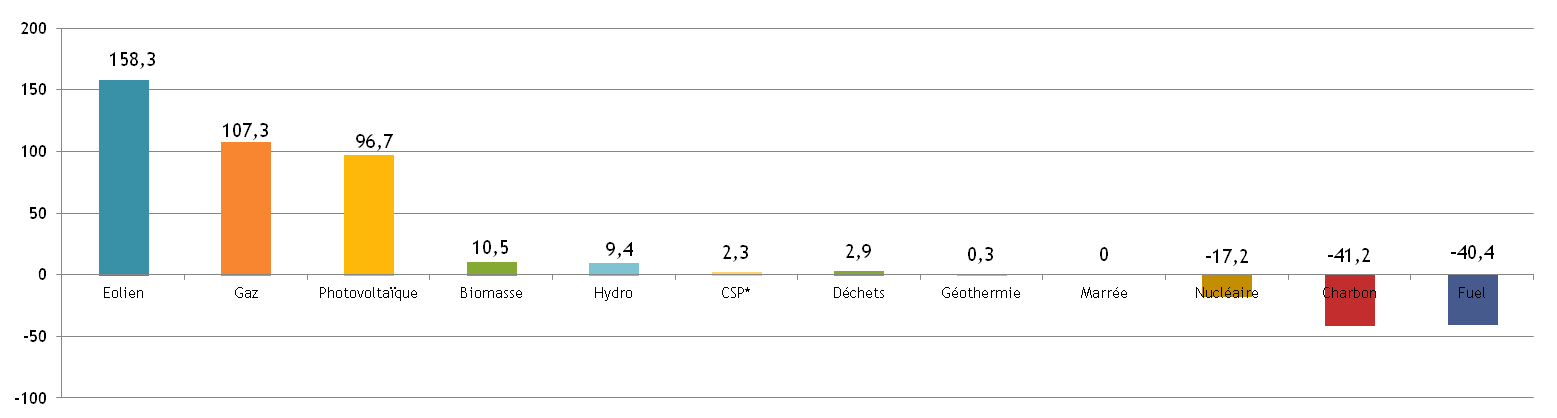 200
150
100
50
0
-50
-100
158,3
107,3
96,7
10,5
9,4
2,3
2,9
0,3
0
-17,2
-41,2
-40,4
Eolien
Gaz
Photovoltaïque
Biomasse
Hydro
CSP*
Déchets
Géothermie
Marrée
Nucléaire
Charbon
Fuel